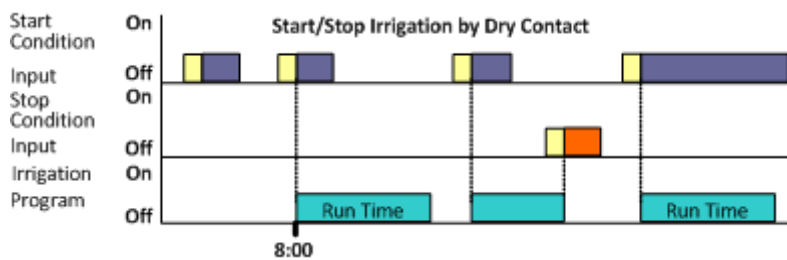 Start On Start/Stop Irrigation by Dry Contact
Condition
Input Off
Stop On
Condition
Input Off
Irrigation On
Program Run Time Run Time
Off
8:00